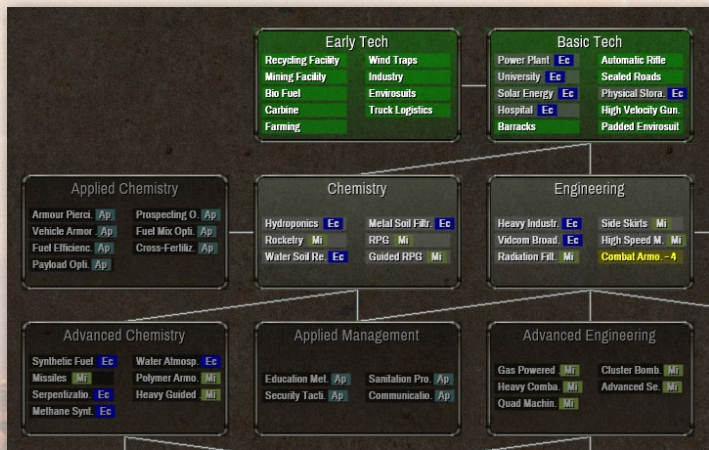 Early Tech
Recycling Facility Wind Traps
Mining Facility Industry
Bio Fuel Envirosuits
Carbine Truck Logistics
Farming
Basic Tech
Power Plant Ec Automatic Rifle
University Ec Sealed Roads
Solar Energy Ec Physical Stora. Ec
Hospital Ec High Velocity Gun.
Barracks Padded Envirosuit
Applied Chemistry
Armour Pierci. Ap Prospecting O. Ap
Vehicle Armor . Ap Fuel Mix Opti. Ap
Fuel Efficienc. Ap Cross-Fertiliz. Ap
Payload Opti. Ap
Chemistry
Hydroponics Ec Metal Soil Filtr. Ec
Rocketry Mi RPG Mi
Water Soil Re. Ec Guided RPG Mi
Engineering
Heavy Industr. Ec Side Skirts Mi
Vidcom Broad. Ec High Speed M. Mi
Radiation Filt. Mi Combat Armo. - 4
Advanced Chemistry
Synthetic Fuel Ec Water Atmosp. Ec
Missiles Mi Polymer Armo. Mi
Serpentizatio. Ec Heavy Guided . Mi
Methane Synt. Ec
Applied Management
Education Met. Ap Sanitation Pro. Ap
Security Tacti. Ap Communicatio. Ap
Advanced Engineering
Gas Powered . Mi Cluster Bomb. Mi
Heavy Comba. Mi Advanced Se. Mi
Quad Machin. Mi